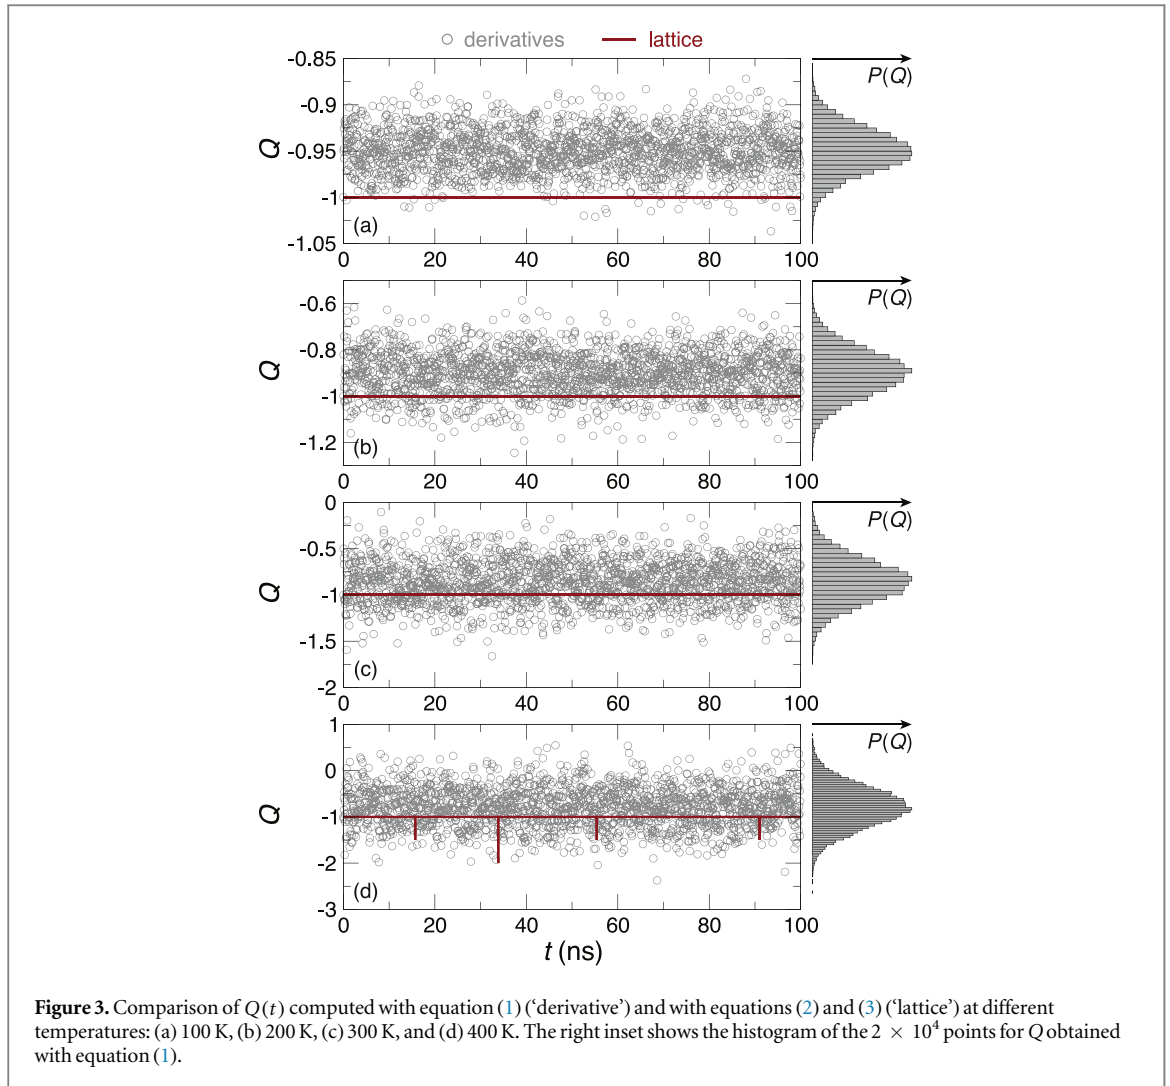 derivatives lattice
-0.85
P(Q)
-0.9
Q
-0.95
-1
(a)
-1.05
0 20 40 60 80 100
P(Q)
-0.6
-0.8
Q
-1
-1.2
(b)
0 20 40 60 80 100
0
P(Q)
-0.5
Q
-1
-1.5
(c)
-2
0 20 40 60 80 100
1
P(Q)
0
Q
-1
-2
(d)
-3
0 20 40 60 80 100
t (ns)
Figure 3. Comparison of Q(t) computed with equation (1) (‘derivative’) and with equations (2) and (3) (‘lattice’) at different
temperatures: (a) 100 K, (b) 200 K, (c) 300 K, and (d) 400 K. The right inset shows the histogram of the 2 × 10⁴ points for Q obtained
with equation (1).